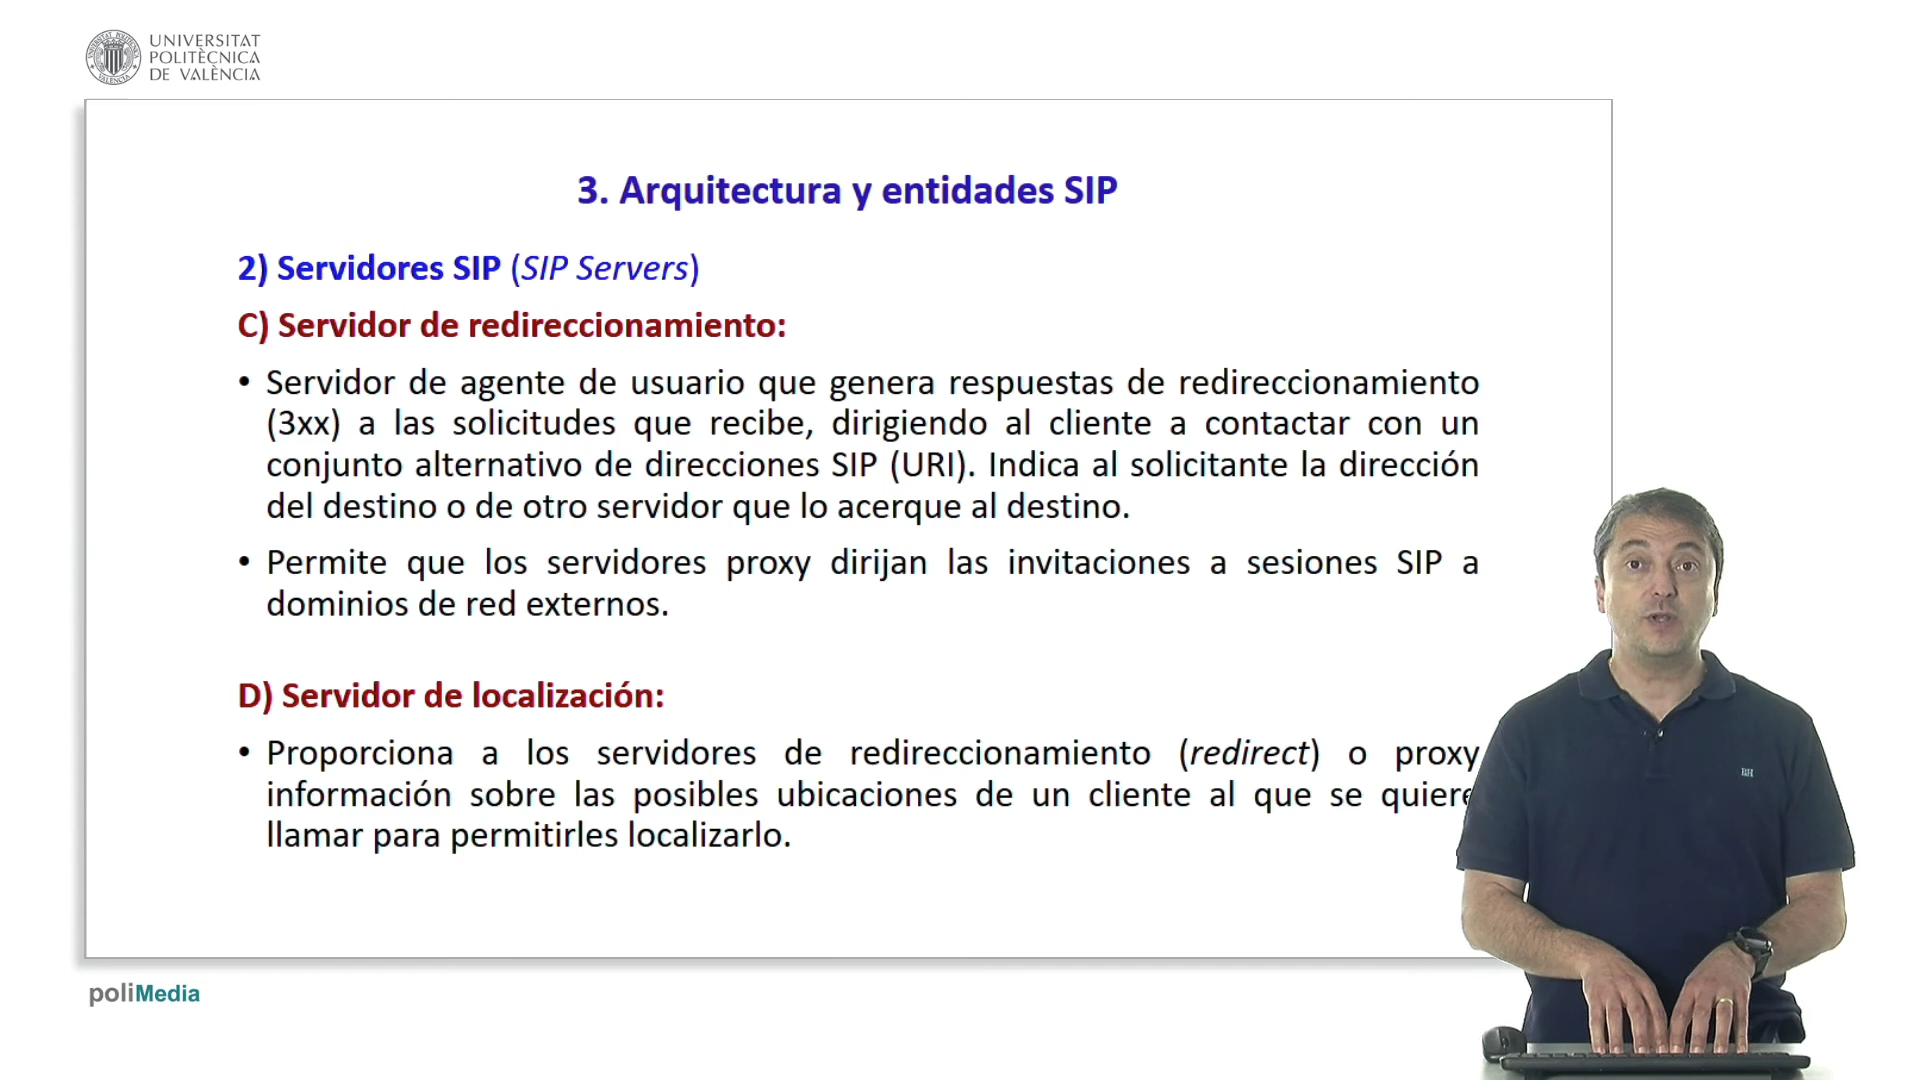 UNIVERSITAT
POLITÈCNICA
DE VALÈNCIA
3. Arquitectura y entidades SIP
2) Servidores SIP (SIP Servers)
C) Servidor de redireccionamiento:
• Servidor de agente de usuario que genera respuestas de redireccionamiento
(3xx) a las solicitudes que recibe, dirigiendo al cliente a contactar con un
conjunto alternativo de direcciones SIP (URI). Indica al solicitante la dirección
del destino o de otro servidor que lo acerque al destino.
• Permite que los servidores proxy dirijan las invitaciones a sesiones SIP a
dominios de red externos.
D) Servidor de localización:
• Proporciona a los servidores de redireccionamiento (redirect) o proxy
información sobre las posibles ubicaciones de un cliente al que se quiere
llamar para permitirles localizarlo.
poliMedia